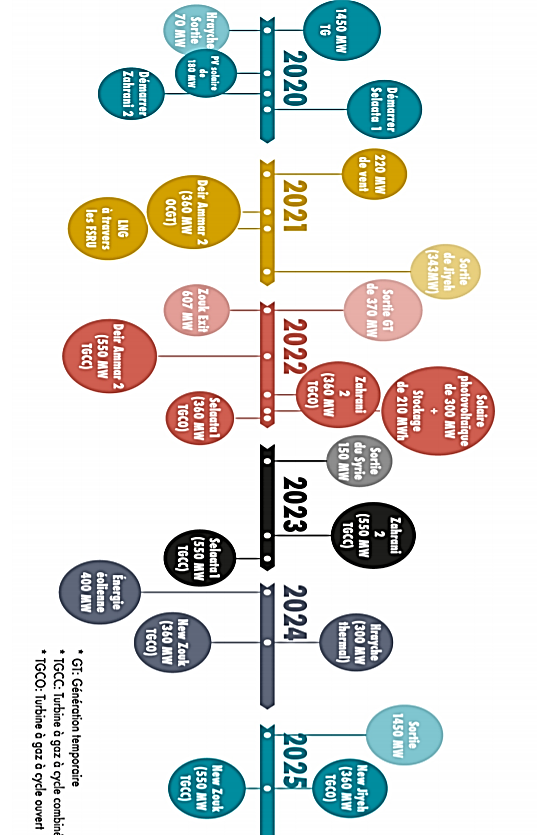 2020
1450 MW
TG
Hrayche
Sortie
70 MW
PV solaire
de
180 MW
Démarrer
Zahrani 2
Démarrer
Selaata 1
2021
220 MW
de vent
Deir Ammar 2
(360 MW
OCGT)
LNG
à travers
les FSRU
Sortie
de Jiyeh
(343MW)
2022
Zouk Exit
607 MW
Sortie GT
de 370 MW
Deir Ammar 2
(550 MW
TGCC)
Zahrani
2
(360 MW
TGCO)
Selaata1
(360 MW
TGCO)
Solaire
photovoltaique
de 300 MW
+
Stockage
de 210 MWh
2023
Sortie
du Syrie
150 MW
Zahrani
2
(550 MW
TGCC)
Selaata1
(550 MW
TGCC)
2024
Énergie
éolienne
400 MW
Hrayche
(300 MW
thermal)
New Zouk
(360 MW
TGCO)
2025
Sortie
1450 MW
New Jiyeh
(360 MW
TGCO)
New Zouk
(550 MW
TGCC)
* GT: Génération temporaire
* TGCC: Turbine à gaz à cycle combiné
* TGCO: Turbine à gaz à cycle ouvert